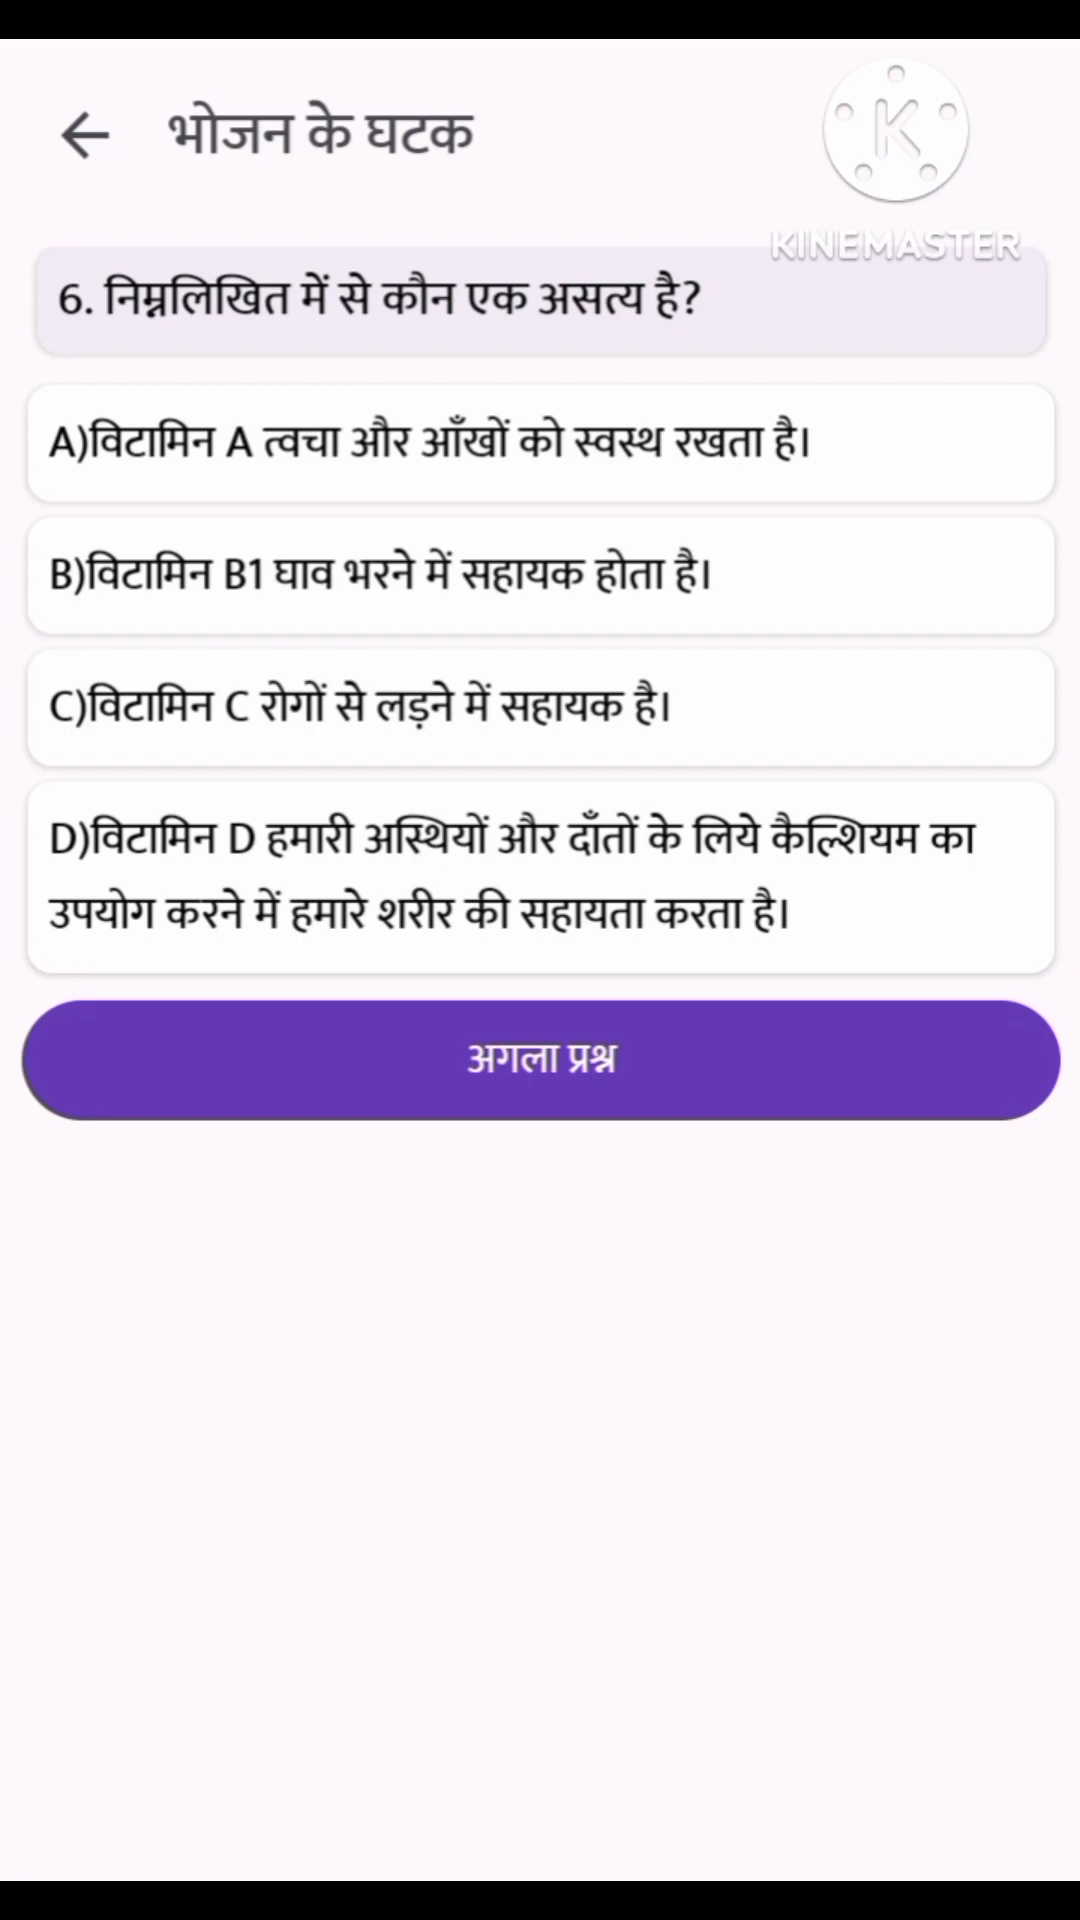 भोजन के घटक
K
KINEMASTER
6. निम्नलिखित में से कौन एक असत्य है?
A)विटामिन A त्वचा और आँखों को स्वस्थ रखता है।
B)विटामिन B1 घाव भरने में सहायक होता है।
C)विटामिन C रोगों से लड़ने में सहायक है।
D)विटामिन D हमारी अस्थियों और दाँतों के लिये कैल्शियम का
उपयोग करने में हमारे शरीर की सहायता करता है।
अगला प्रश्न